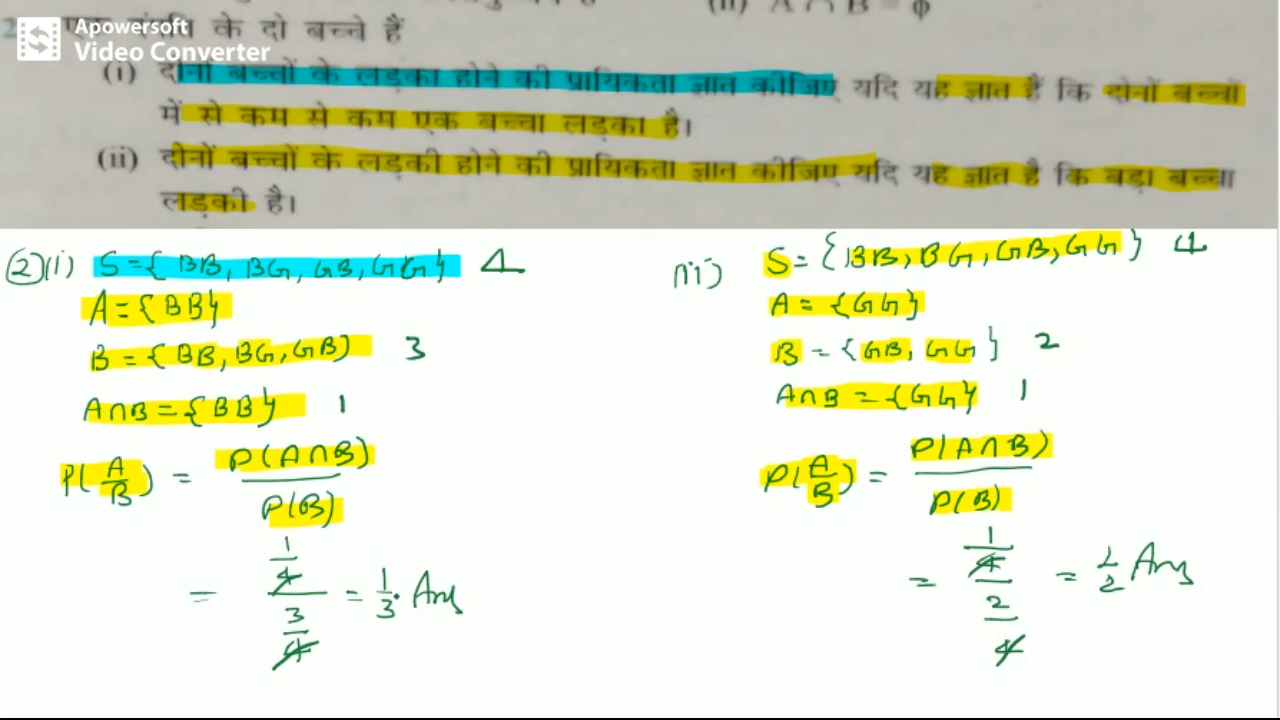 (ii) A ∩ B = ϕ
Apowersoft
Video Converter
के दो बच्चे हैं
(i) दोनों बच्चों के लड़का होने की प्रायिकता ज्ञात कीजिए यदि यह ज्ञात है कि दोनों बच्चों
में से कम से कम एक बच्चा लड़का है।
(ii) दोनों बच्चों के लड़की होने की प्रायिकता ज्ञात कीजिए यदि यह ज्ञात है कि बड़ा बच्चा
लड़की है।
②(i) S={BB, BG, GB, GG} 4
A={BB}
B={BB, BG, GB} 3
A∩B={BB} 1
P(A/B) = P(A∩B)/P(B)
= (1/4)/(3/4) = 1/3. Ans
(ii) S={BB, BG, GB, GG} 4
A={GG}
B={GB, GG} 2
A∩B={GG} 1
P(A/B) = P(A∩B)/P(B)
= (1/4)/(2/4) = 1/2 Ans